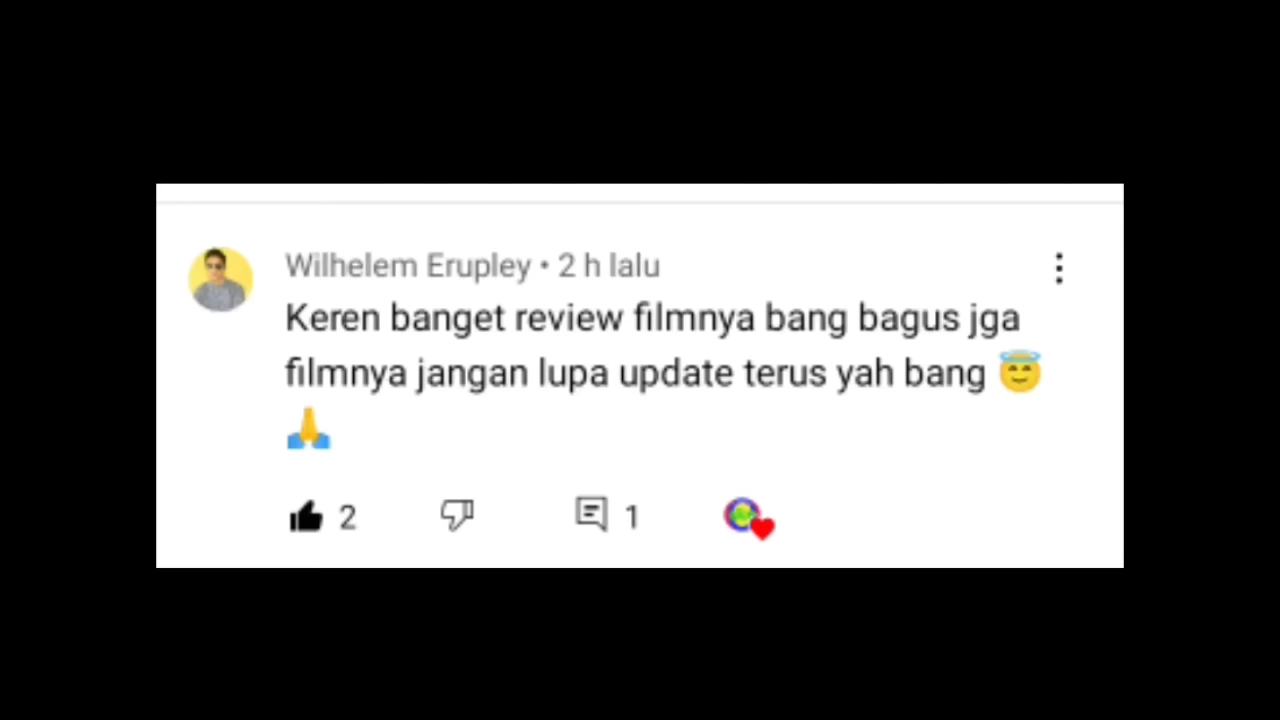 Wilhelem Erupley • 2 h lalu
Keren banget review filmnya bang bagus jga
filmnya jangan lupa update terus yah bang 😇
🙏
2 1